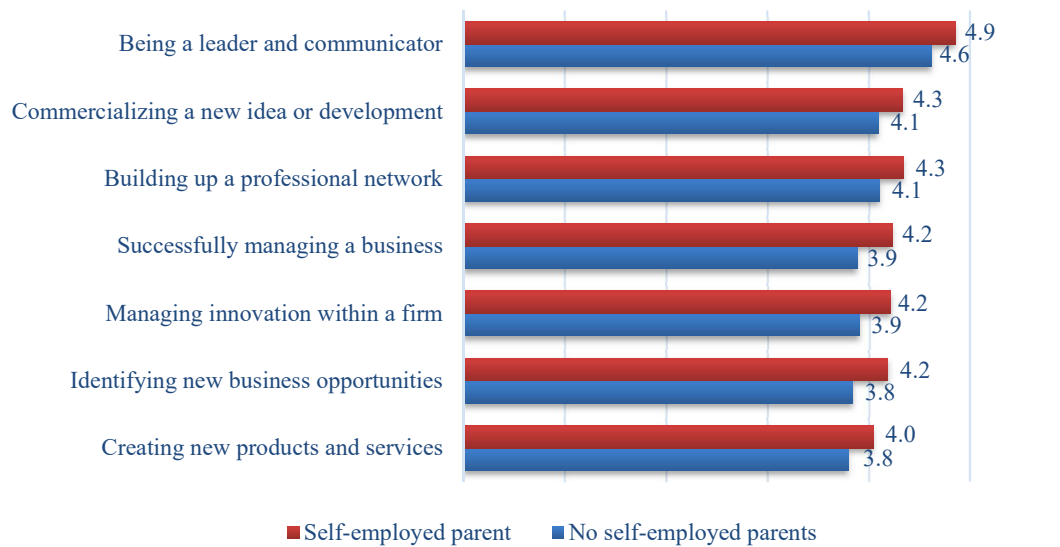 Being a leader and communicator
4.9
4.6
Commercializing a new idea or development
4.3
4.1
Building up a professional network
4.3
4.1
Successfully managing a business
4.2
3.9
Managing innovation within a firm
4.2
3.9
Identifying new business opportunities
4.2
3.8
Creating new products and services
4.0
3.8
Self-employed parent
No self-employed parents